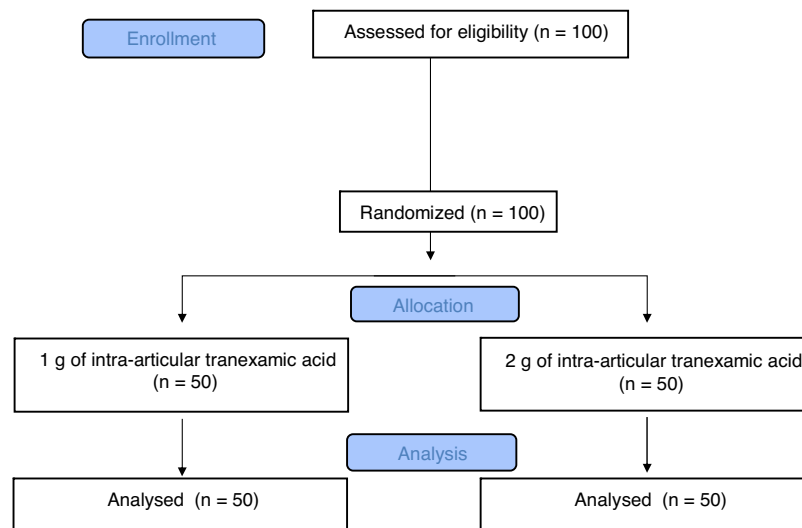 Enrollment
Assessed for eligibility (n = 100)
Randomized (n = 100)
Allocation
1 g of intra-articular tranexamic acid
(n = 50)
2 g of intra-articular tranexamic acid
(n = 50)
Analysis
Analysed (n = 50)
Analysed (n = 50)